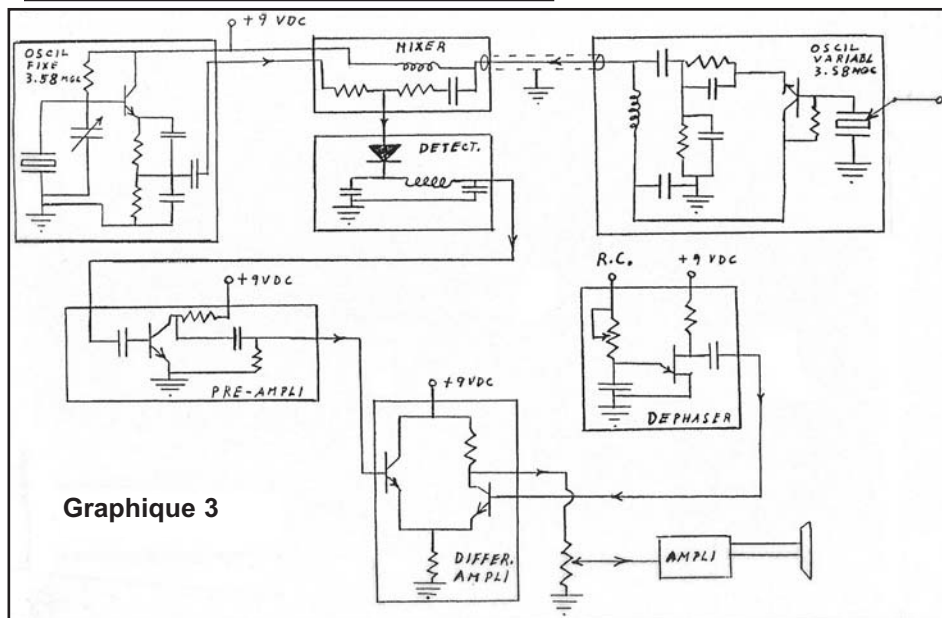 +9 VDC
OSCIL
FIXE
3.58 MGC
MIXER
OSCIL
VARIABL
3.58 MGC
DETECT.
+9VDC
PRE-AMPLI
R.C.
+9 VDC
DEPHASER
+9VDC
DIFFER.
AMPLI
AMPLI
Graphique 3